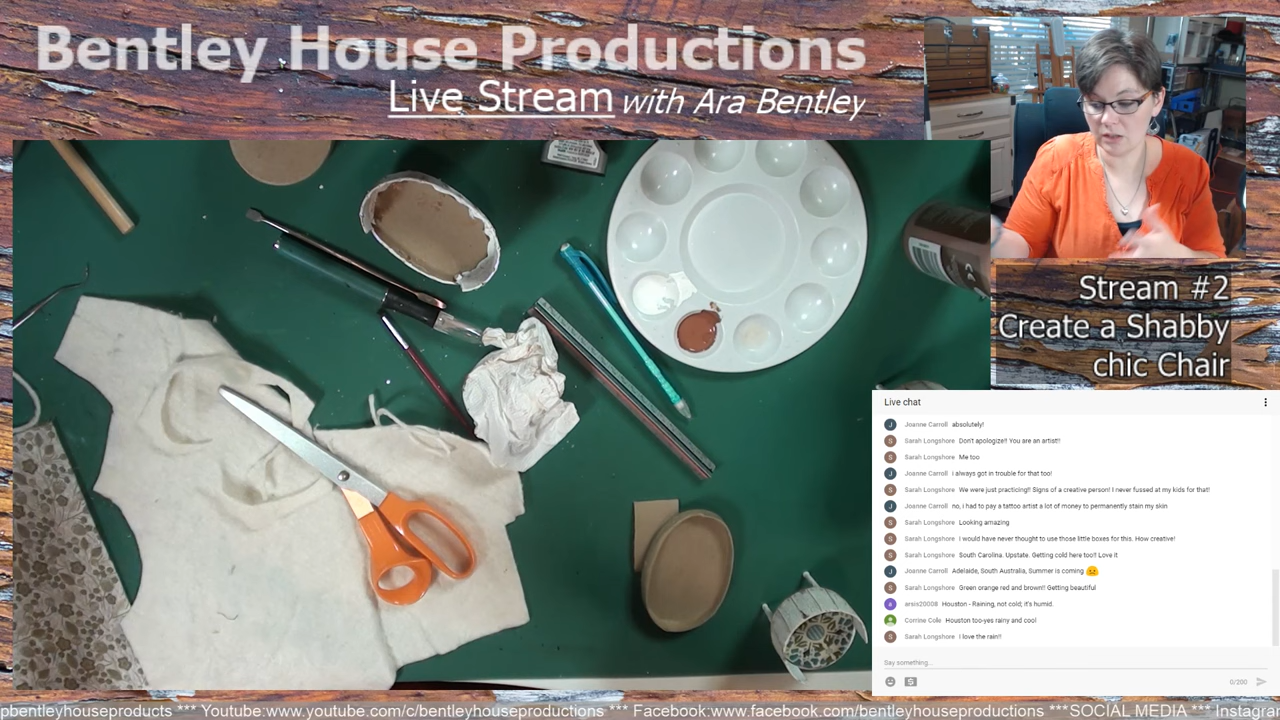 Bentley House Productions
Live Stream with Ara Bentley
Stream #2
Create a Shabby
chic Chair
Live chat
J Joanne Carroll absolutely!
S Sarah Longshore Don't apologize!! You are an artist!!
S Sarah Longshore Me too
J Joanne Carroll I always got in trouble for that too!
S Sarah Longshore We were just practicing!! Signs of a creative person! I never fussed at my kids for that!
J Joanne Carroll no, i had to pay a tattoo artist a lot of money to permanently stain my skin
S Sarah Longshore Looking amazing
S Sarah Longshore I would have never thought to use those little boxes for this. How creative!
S Sarah Longshore South Carolina. Upstate. Getting cold here too!! Love it
J Joanne Carroll Adelaide, South Australia, Summer is coming
S Sarah Longshore Green orange red and brown!! Getting beautiful
a arsix20008 Houston - Raining, not cold; it's humid.
Corrine Cole Houston too-yes rainy and cool
S Sarah Longshore I love the rain!!
Say something...
0/200
pbentleyhouseproducts *** Youtube:www.youtube.com/c/bentleyhouseproductions *** Facebook:www.facebook.com/bentleyhouseproductions ***SOCIAL MEDIA *** Instagra